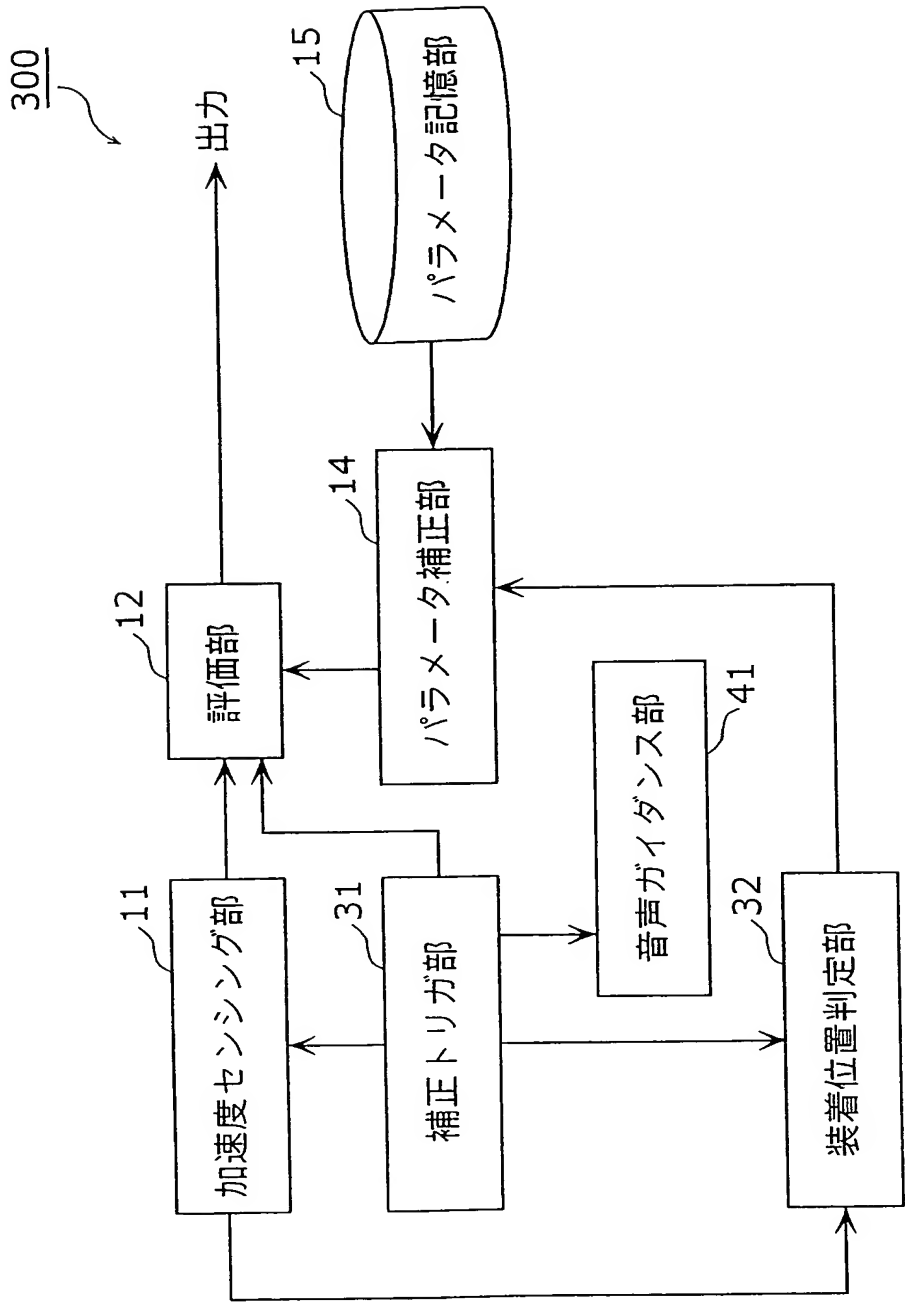 300
出力
12
評価部
14
パラメータ補正部
15
パラメータ記憶部
11
加速度センシング部
31
補正トリガ部
41
音声ガイダンス部
32
装着位置判定部